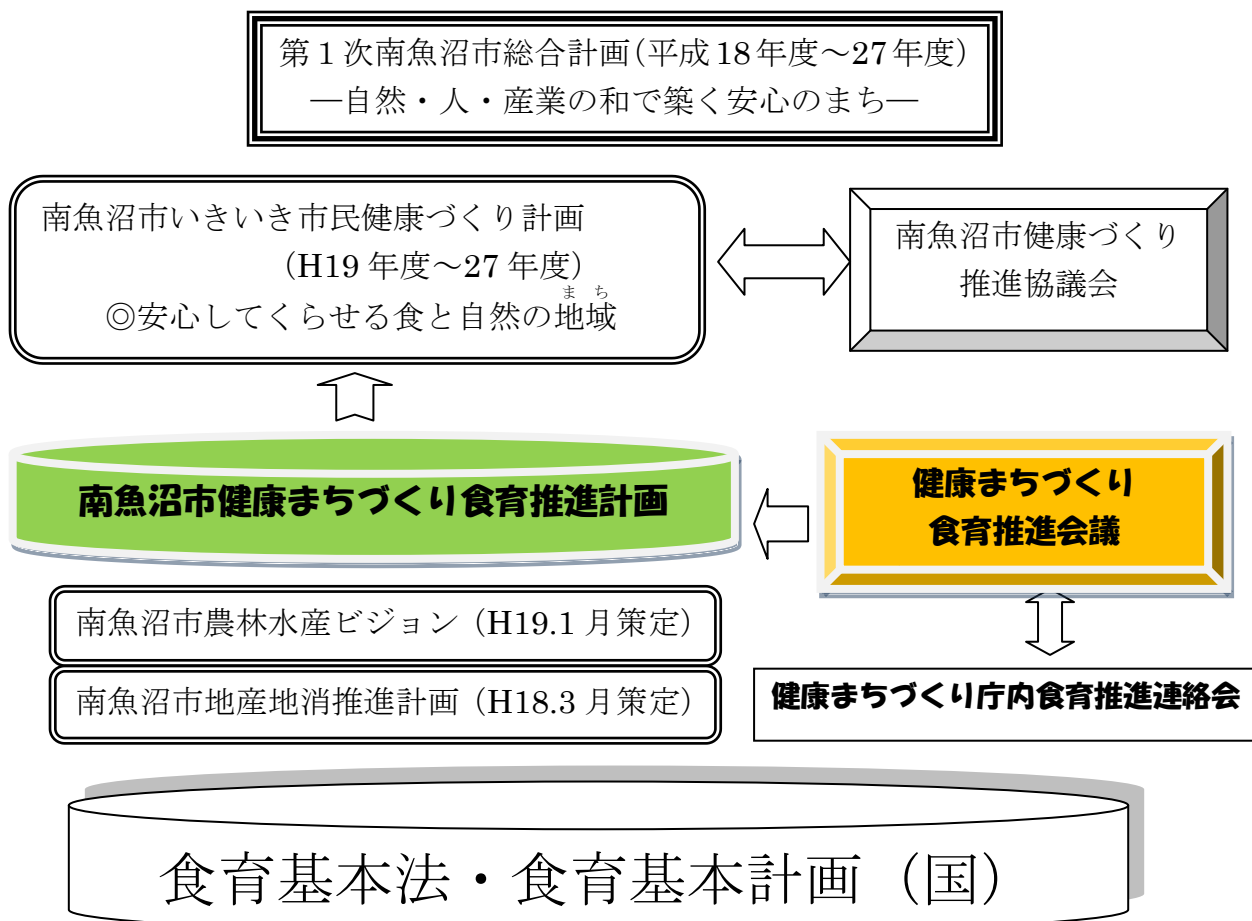 第1次南魚沼市総合計画(平成18年度～27年度)
―自然・人・産業の和で築く安心のまち―
南魚沼市いきいき市民健康づくり計画
（H19年度～27年度）
まち
◎安心してくらせる食と自然の地域
南魚沼市健康づくり
推進協議会
南魚沼市健康まちづくり食育推進計画
健康まちづくり
食育推進会議
南魚沼市農林水産ビジョン（H19.1月策定）
南魚沼市地産地消推進計画（H18.3月策定）
健康まちづくり庁内食育推進連絡会
食育基本法・食育基本計画（国）